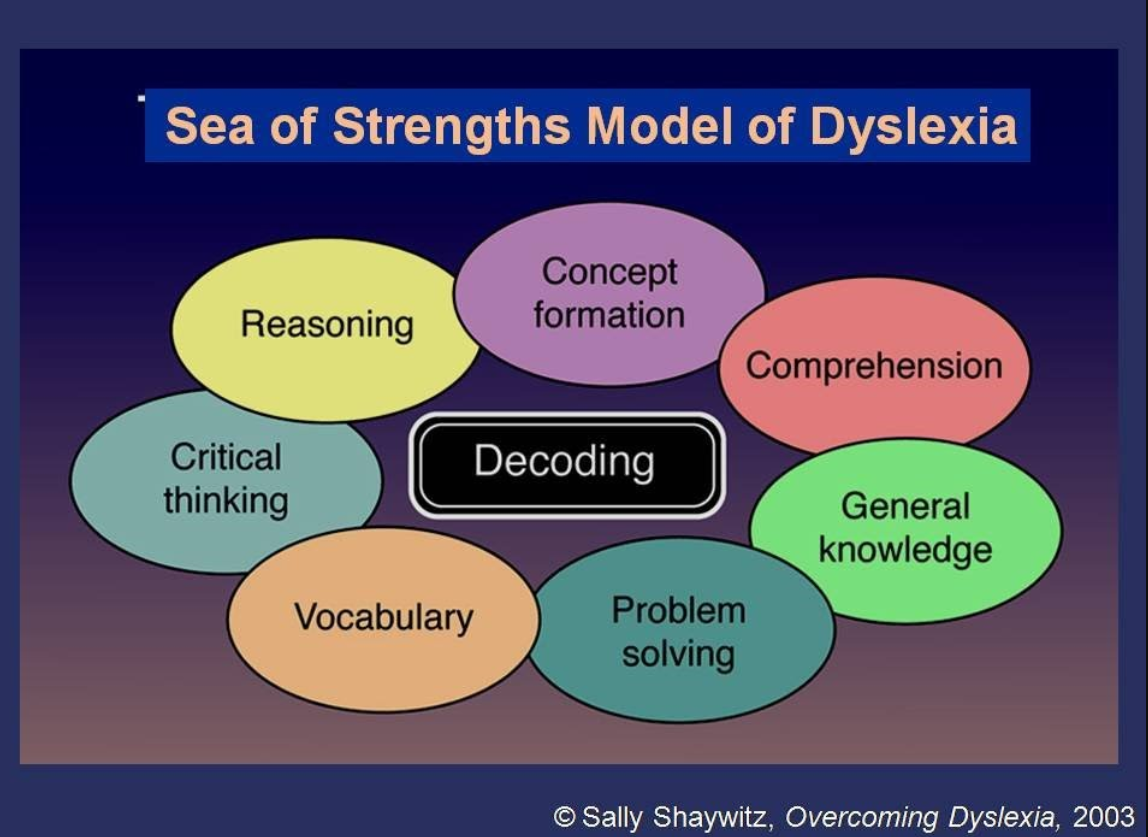 Sea of Strengths Model of Dyslexia
Concept
formation
Reasoning
Comprehension
Critical
thinking
Decoding
General
knowledge
Vocabulary
Problem
solving
© Sally Shaywitz, Overcoming Dyslexia, 2003